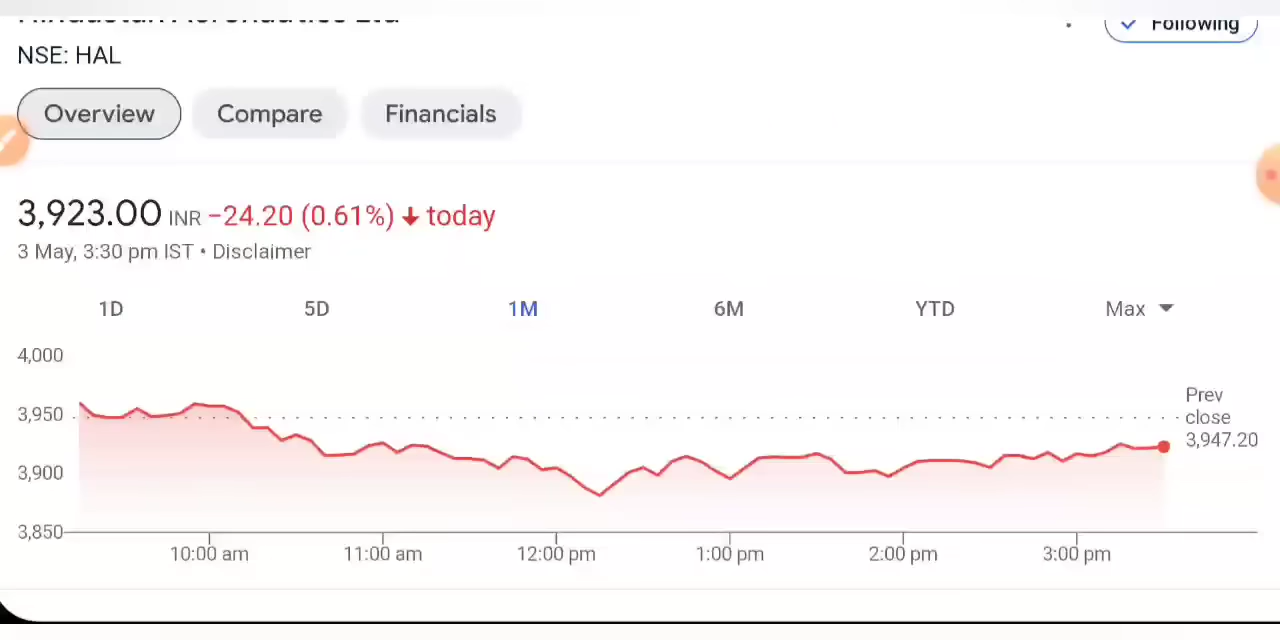 Hindustan Aeronautics Ltd
Following
NSE: HAL
Overview
Compare
Financials
3,923.00 INR −24.20 (0.61%) ↓ today
3 May, 3:30 pm IST • Disclaimer
1D 5D 1M 6M YTD Max
4,000
3,950
3,900
3,850
Prev
close
3,947.20
10:00 am 11:00 am 12:00 pm 1:00 pm 2:00 pm 3:00 pm